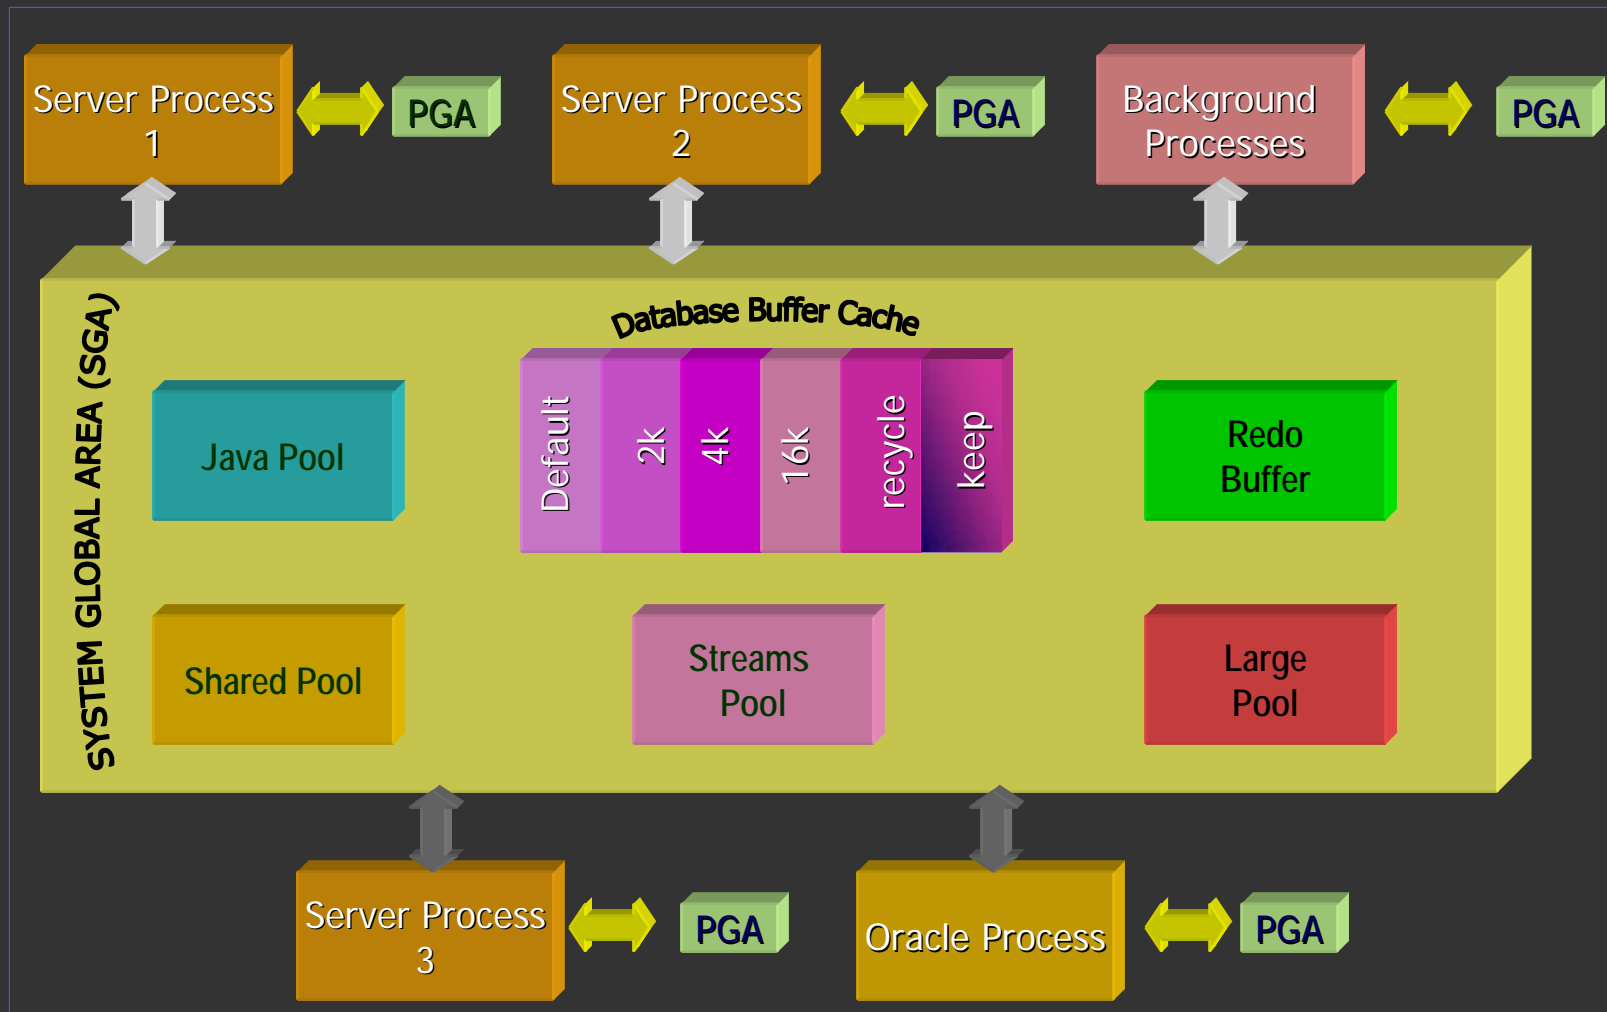 Server Process
1
PGA
Server Process
2
PGA
Background
Processes
PGA
SYSTEM GLOBAL AREA (SGA)
Database Buffer Cache
Default
2k
4k
16k
recycle
keep
Java Pool
Redo
Buffer
Shared Pool
Streams
Pool
Large
Pool
Server Process
3
PGA
Oracle Process
PGA